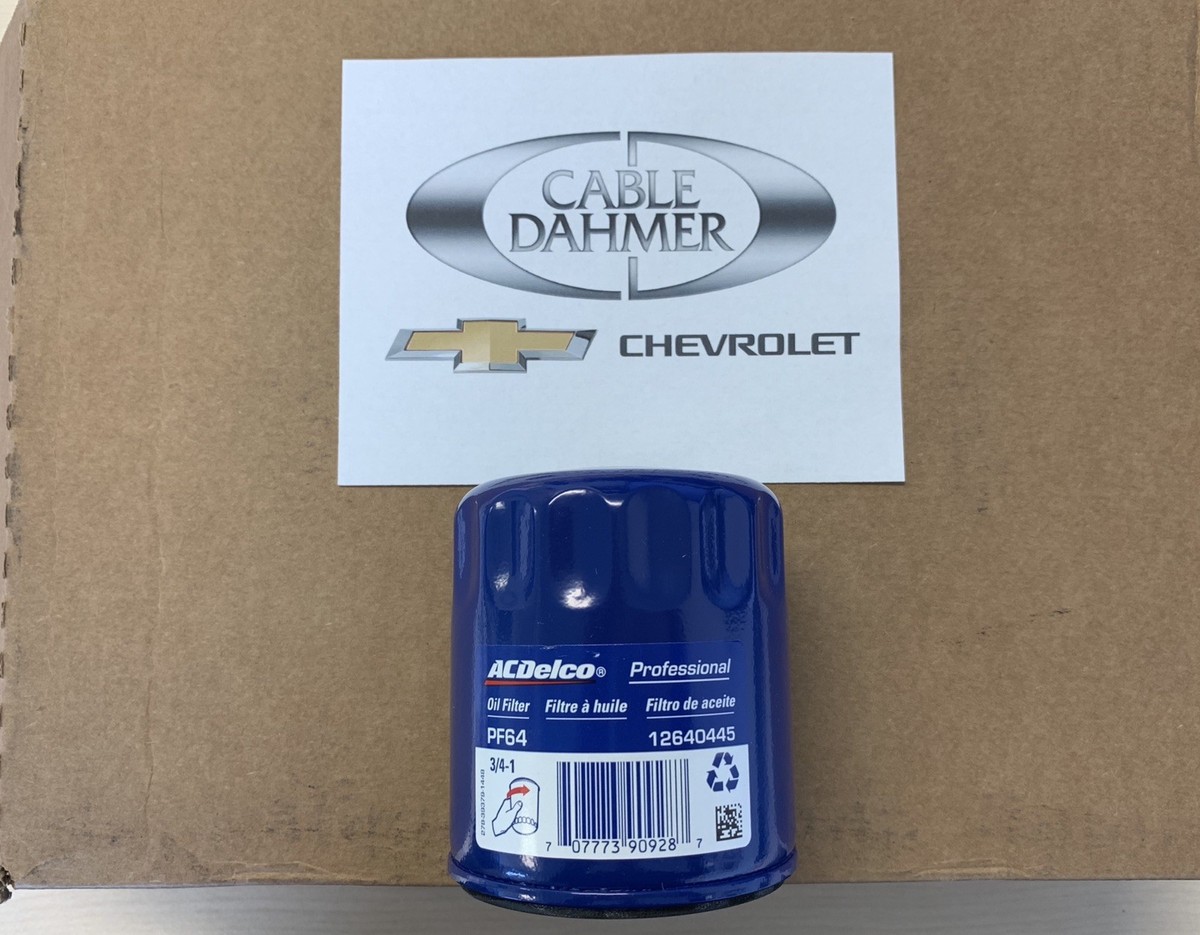 CABLE
DAHMER
CHEVROLET
ACDelco® Professional
Oil Filter Filtre à huile Filtro de aceite
PF64 12640445
3/4-1
7 07773 90928 7